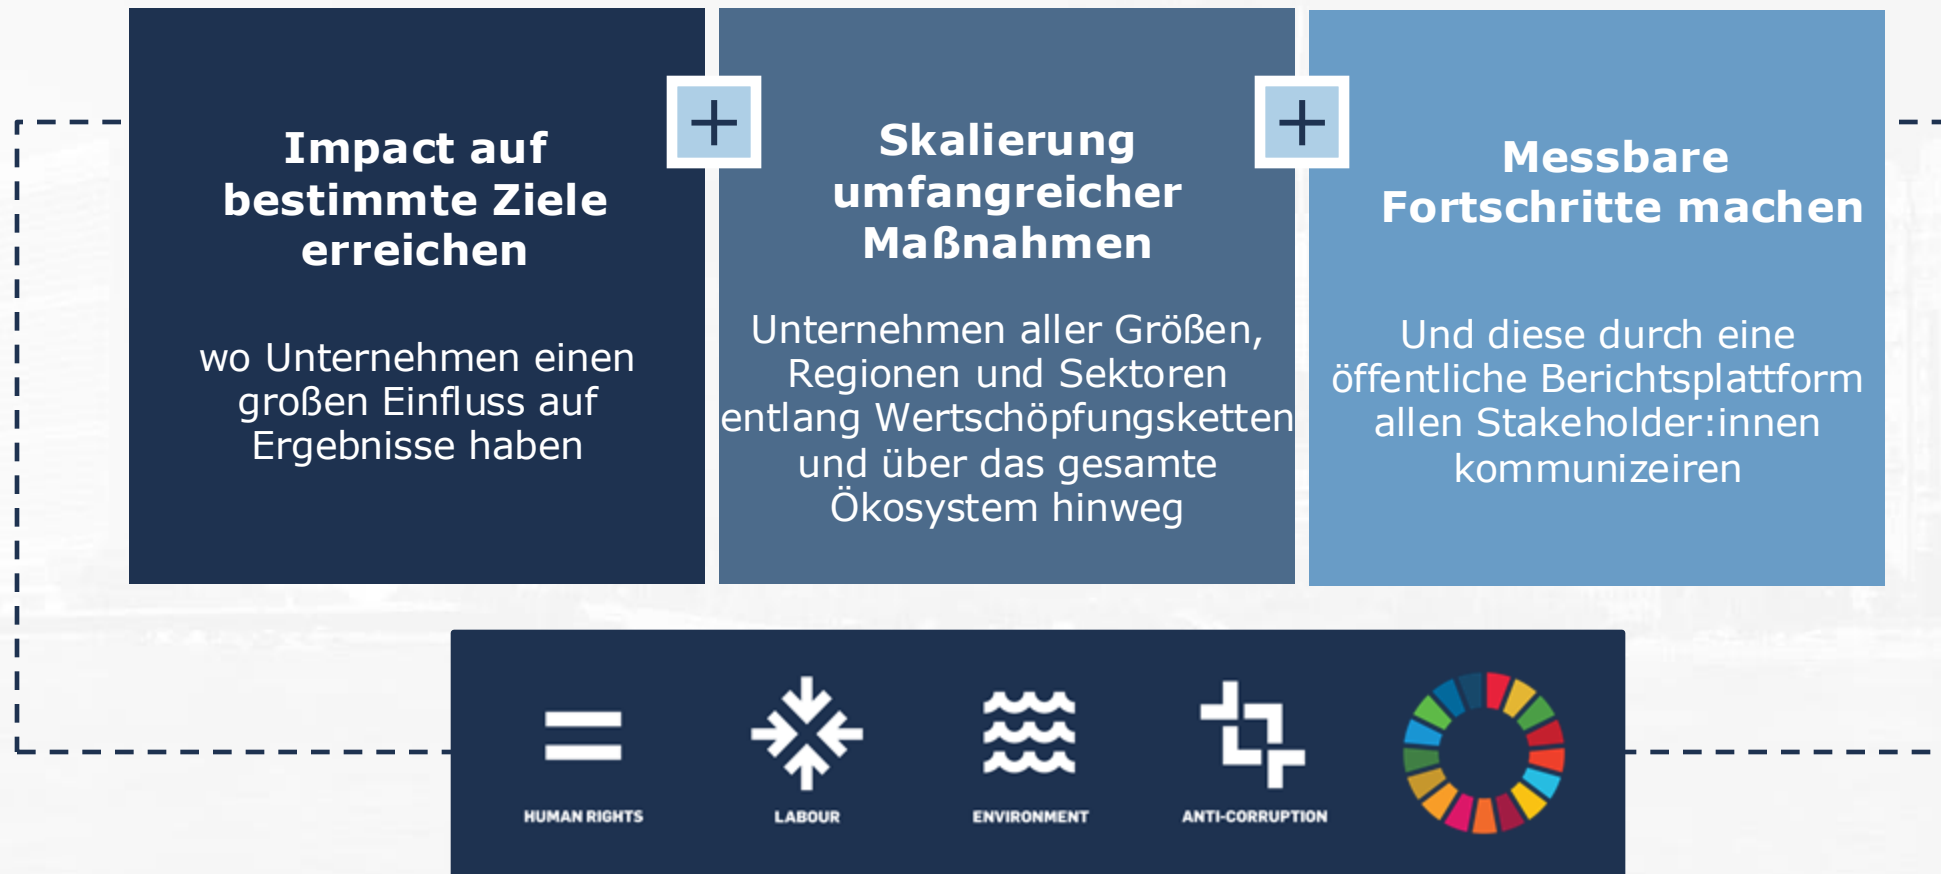 Impact auf
bestimmte Ziele
erreichen
wo Unternehmen einen
großen Einfluss auf
Ergebnisse haben
+
Skalierung
umfangreicher
Maßnahmen
Unternehmen aller Größen,
Regionen und Sektoren
entlang Wertschöpfungsketten
und über das gesamte
Ökosystem hinweg
+
Messbare
Fortschritte machen
Und diese durch eine
öffentliche Berichtsplattform
allen Stakeholder:innen
kommunizeiren
HUMAN RIGHTS
LABOUR
ENVIRONMENT
ANTI-CORRUPTION